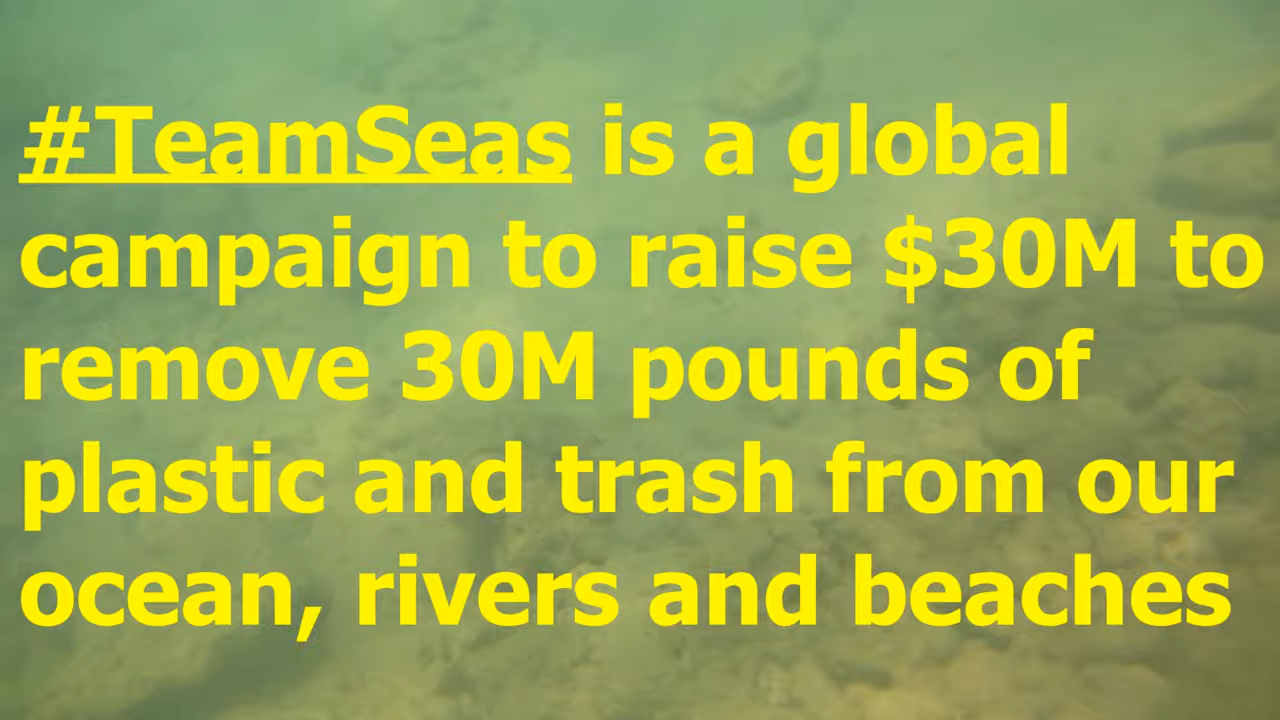 #TeamSeas is a global
campaign to raise $30M to
remove 30M pounds of
plastic and trash from our
ocean, rivers and beaches